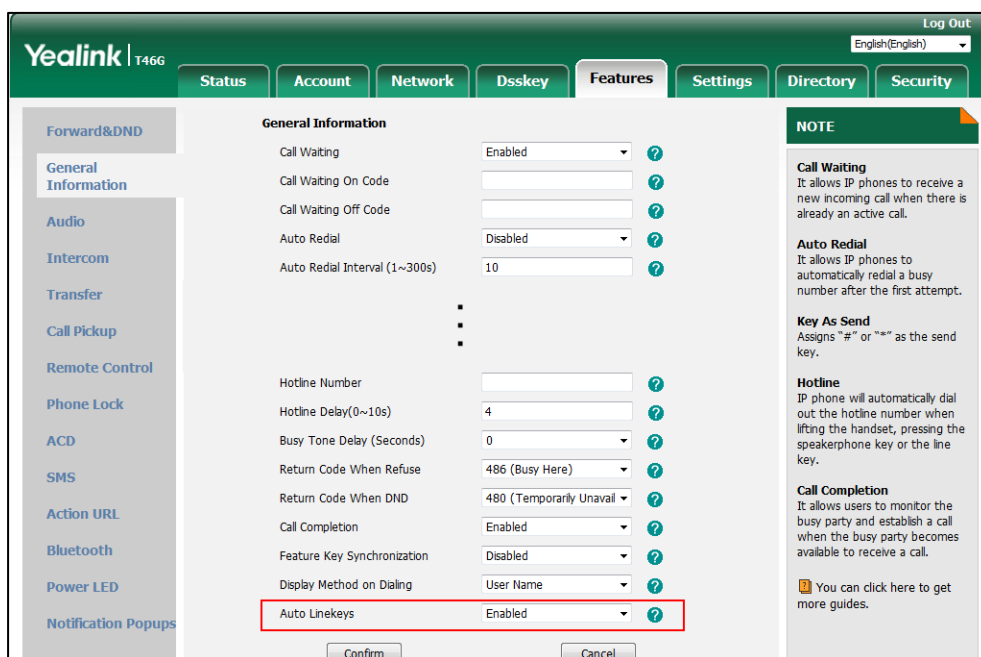 Log Out
English(English)
Yealink T46G
Status Account Network Dsskey Features Settings Directory Security
Forward&DND
General
Information
Audio
Intercom
Transfer
Call Pickup
Remote Control
Phone Lock
ACD
SMS
Action URL
Bluetooth
Power LED
Notification Popups
General Information
Call Waiting Enabled ?
Call Waiting On Code ?
Call Waiting Off Code ?
Auto Redial Disabled ?
Auto Redial Interval (1~300s) 10 ?
Hotline Number ?
Hotline Delay(0~10s) 4 ?
Busy Tone Delay (Seconds) 0 ?
Return Code When Refuse 486 (Busy Here) ?
Return Code When DND 480 (Temporarily Unavail ?
Call Completion Enabled ?
Feature Key Synchronization Disabled ?
Display Method on Dialing User Name ?
Auto Linekeys Enabled ?
Confirm Cancel
NOTE
Call Waiting
It allows IP phones to receive a
new incoming call when there is
already an active call.
Auto Redial
It allows IP phones to
automatically redial a busy
number after the first attempt.
Key As Send
Assigns "#" or "*" as the send
key.
Hotline
IP phone will automatically dial
out the hotline number when
lifting the handset, pressing the
speakerphone key or the line
key.
Call Completion
It allows users to monitor the
busy party and establish a call
when the busy party becomes
available to receive a call.
? You can click here to get
more guides.